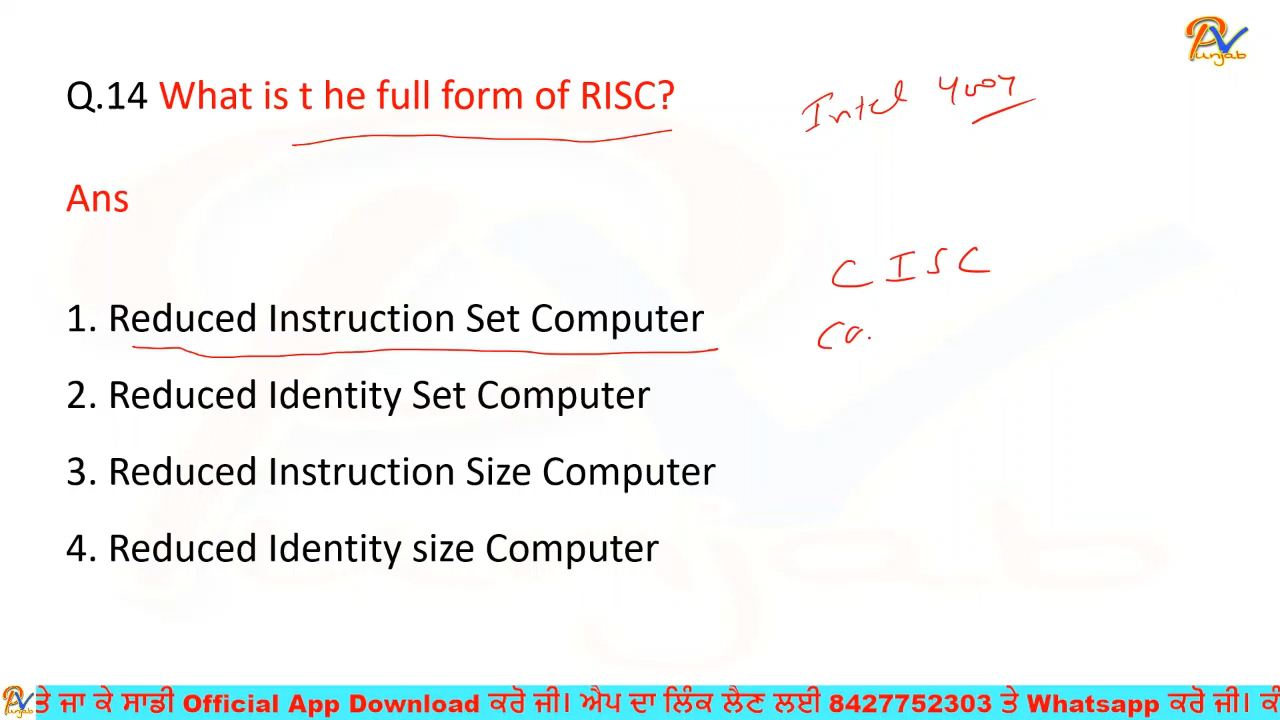 Punjab
Q.14 What is t he full form of RISC?
Intel 4004
Ans
CISC
1. Reduced Instruction Set Computer
Co.
2. Reduced Identity Set Computer
3. Reduced Instruction Size Computer
4. Reduced Identity size Computer
ਤੇ ਜਾ ਕੇ ਸਾਡੀ Official App Download ਕਰੋ ਜੀ। ਐਪ ਦਾ ਲਿੰਕ ਲੈਣ ਲਈ 8427752303 ਤੇ Whatsapp ਕਰੋ ਜੀ।